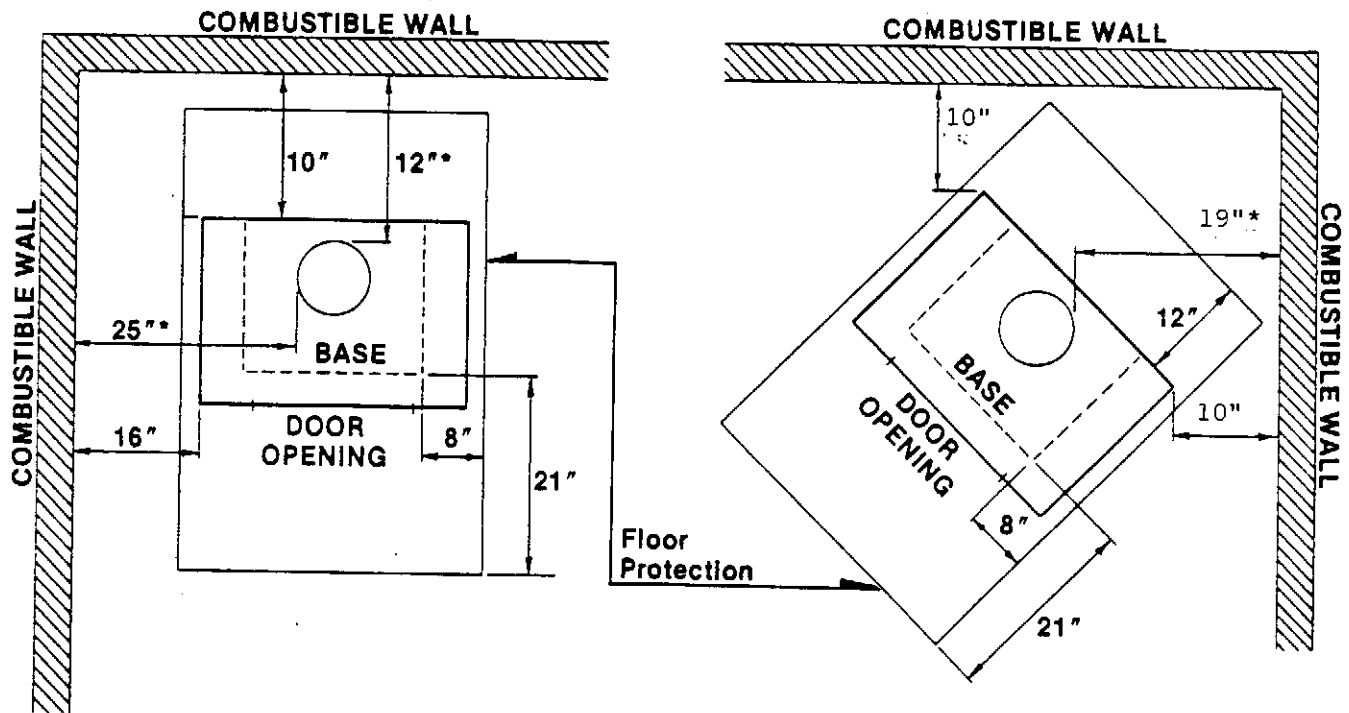 COMBUSTIBLE WALL
COMBUSTIBLE WALL
COMBUSTIBLE WALL
10"
12"*
25"*
BASE
16"
DOOR
OPENING
8"
21"
Floor
Protection
10"
19"*
12"
BASE
DOOR
OPENING
10"
8"
21"
COMBUSTIBLE WALL